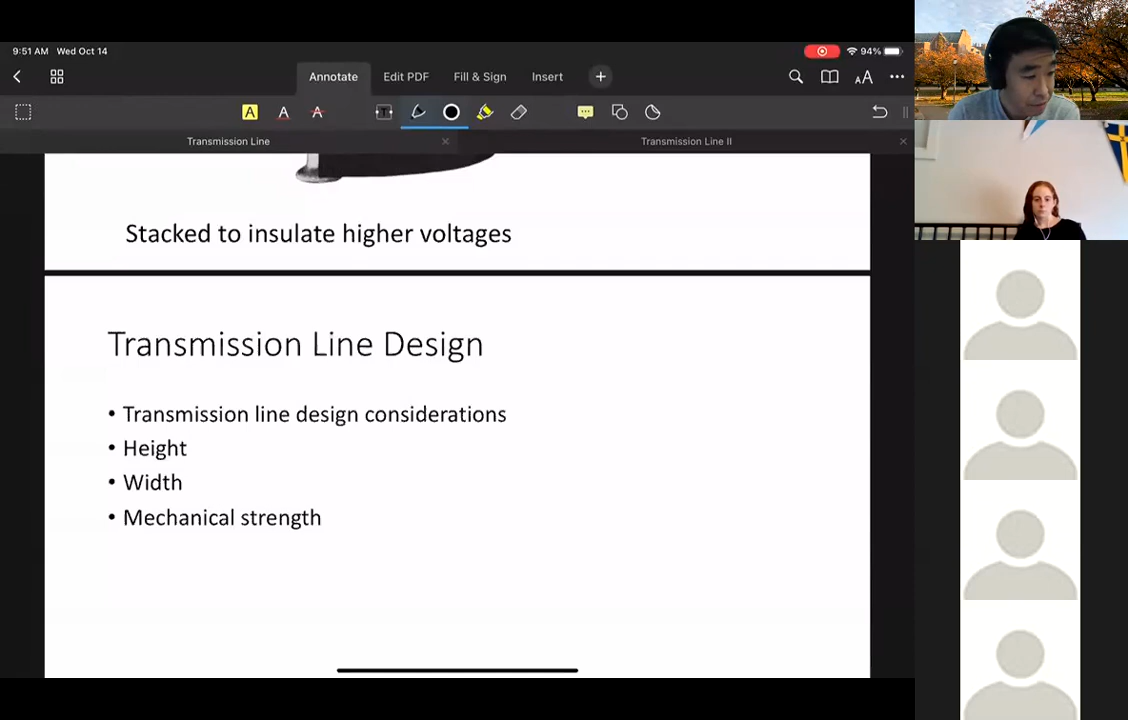 9:51 AM Wed Oct 14
94%
Annotate Edit PDF Fill & Sign Insert
A A A T
AA
Transmission Line
Transmission Line II
Stacked to insulate higher voltages
Transmission Line Design
• Transmission line design considerations
• Height
• Width
• Mechanical strength